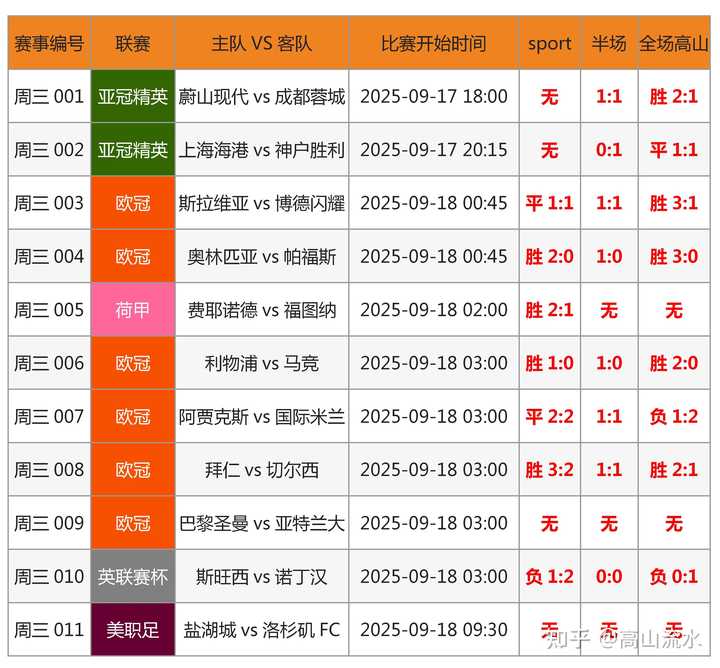 赛事编号 联赛 主队 VS 客队 比赛开始时间 sport 半场 全场高山
周三 001 亚冠精英 蔚山现代 vs 成都蓉城 2025-09-17 18:00 无 1:1 胜 2:1
周三 002 亚冠精英 上海海港 vs 神户胜利 2025-09-17 20:15 无 0:1 平 1:1
周三 003 欧冠 斯拉维亚 vs 博德闪耀 2025-09-18 00:45 平 1:1 1:1 胜 3:1
周三 004 欧冠 奥林匹亚 vs 帕福斯 2025-09-18 00:45 胜 2:0 1:0 胜 3:0
周三 005 荷甲 费耶诺德 vs 福图纳 2025-09-18 02:00 胜 2:1 无 无
周三 006 欧冠 利物浦 vs 马竞 2025-09-18 03:00 胜 1:0 1:0 胜 2:0
周三 007 欧冠 阿贾克斯 vs 国际米兰 2025-09-18 03:00 平 2:2 1:1 负 1:2
周三 008 欧冠 拜仁 vs 切尔西 2025-09-18 03:00 胜 3:2 1:1 胜 2:1
周三 009 欧冠 巴黎圣曼 vs 亚特兰大 2025-09-18 03:00 无 无 无
周三 010 英联赛杯 斯旺西 vs 诺丁汉 2025-09-18 03:00 负 1:2 0:0 负 0:1
周三 011 美职足 盐湖城 vs 洛杉矶 FC 2025-09-18 09:30 无 无 无
知乎 @高山流水